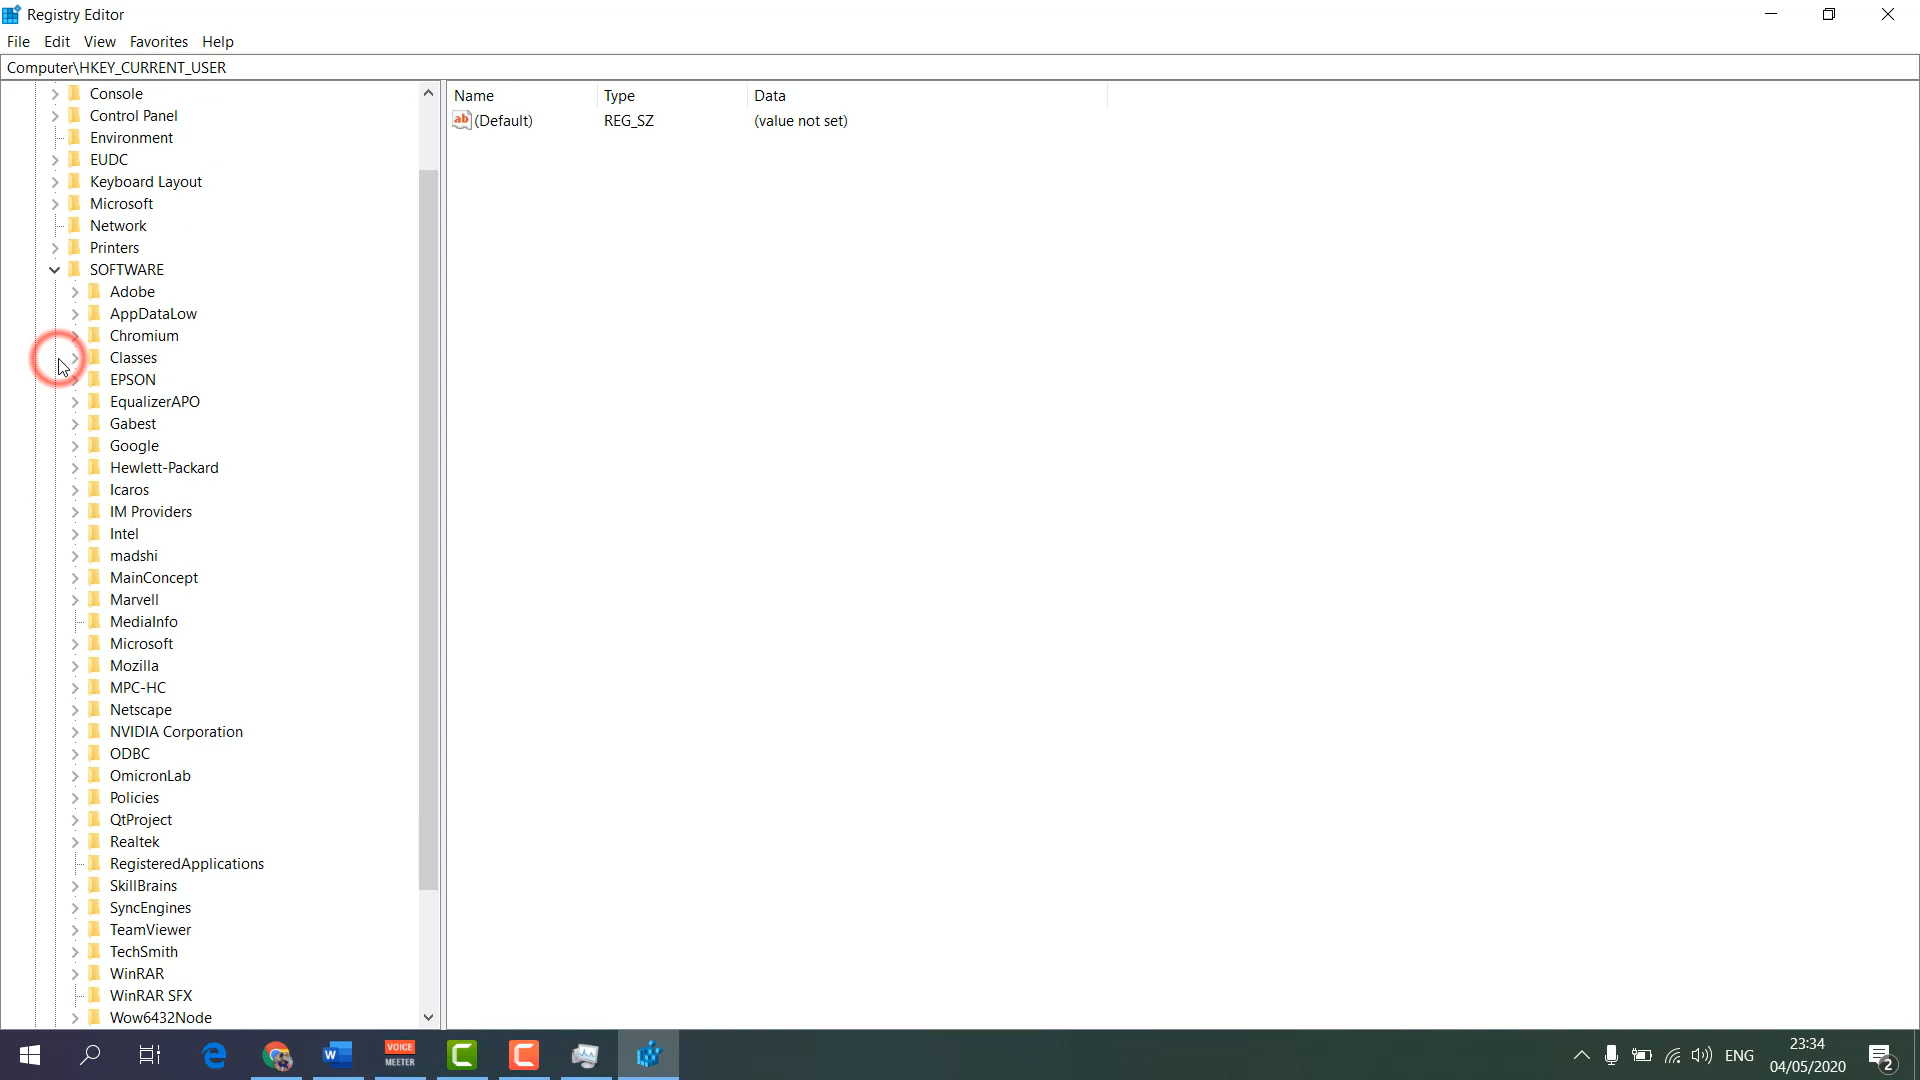 Registry Editor
File Edit View Favorites Help
Computer\HKEY_CURRENT_USER
Name Type Data
ab (Default) REG_SZ (value not set)
Console
Control Panel
Environment
EUDC
Keyboard Layout
Microsoft
Network
Printers
SOFTWARE
Adobe
AppDataLow
Chromium
Classes
EPSON
EqualizerAPO
Gabest
Google
Hewlett-Packard
Icaros
IM Providers
Intel
madshi
MainConcept
Marvell
MediaInfo
Microsoft
Mozilla
MPC-HC
Netscape
NVIDIA Corporation
ODBC
OmicronLab
Policies
QtProject
Realtek
RegisteredApplications
SkillBrains
SyncEngines
TeamViewer
TechSmith
WinRAR
WinRAR SFX
Wow6432Node
W
VOICE
MEETER
ENG
23:34
04/05/2020
2